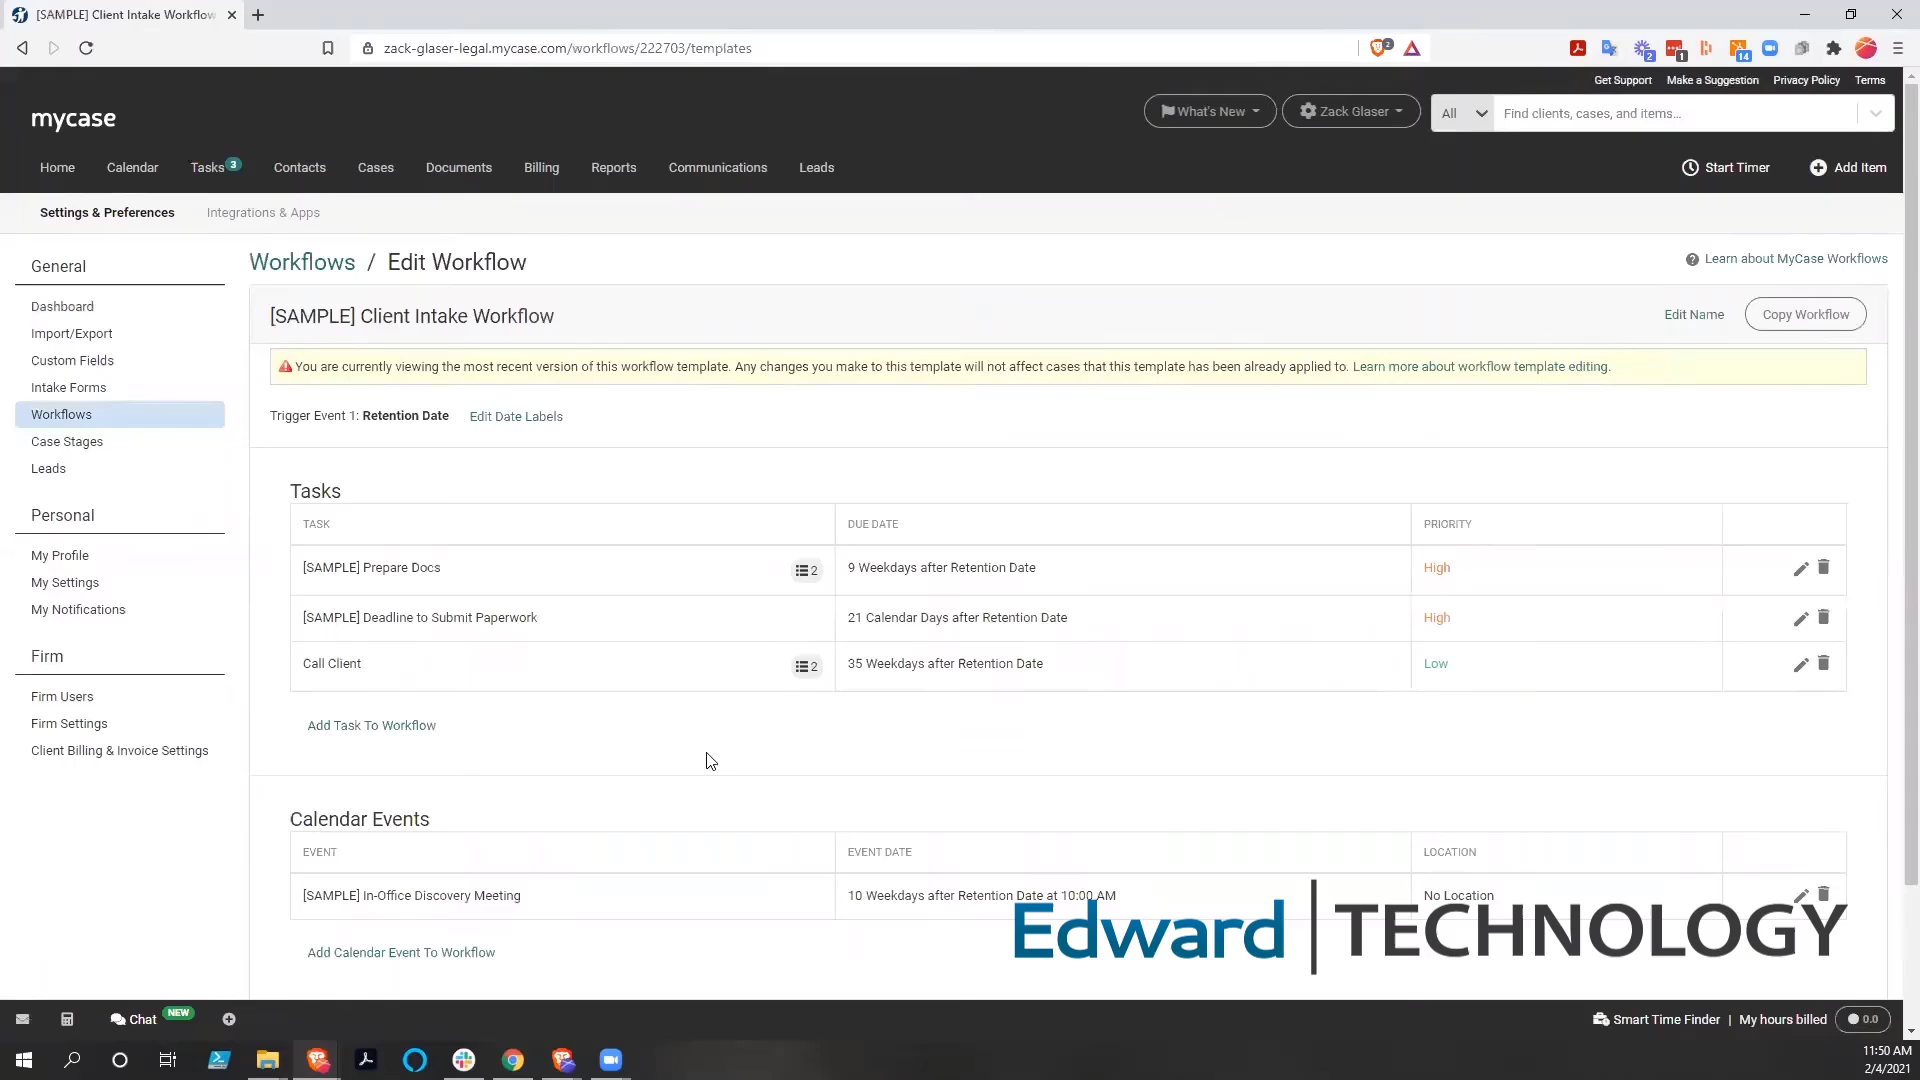 [SAMPLE] Client Intake Workflow
zack-glaser-legal.mycase.com/workflows/222703/templates
2
2
1
14
Get Support Make a Suggestion Privacy Policy Terms
mycase
What's New
Zack Glaser
All
Find clients, cases, and items...
Home Calendar Tasks 3 Contacts Cases Documents Billing Reports Communications Leads
Start Timer
Add Item
Settings & Preferences Integrations & Apps
General
Dashboard
Import/Export
Custom Fields
Intake Forms
Workflows
Case Stages
Leads
Personal
My Profile
My Settings
My Notifications
Firm
Firm Users
Firm Settings
Client Billing & Invoice Settings
Workflows / Edit Workflow
Learn about MyCase Workflows
[SAMPLE] Client Intake Workflow
Edit Name
Copy Workflow
You are currently viewing the most recent version of this workflow template. Any changes you make to this template will not affect cases that this template has been already applied to. Learn more about workflow template editing.
Trigger Event 1: Retention Date Edit Date Labels
Tasks
TASK DUE DATE PRIORITY
[SAMPLE] Prepare Docs 2 9 Weekdays after Retention Date High
[SAMPLE] Deadline to Submit Paperwork 21 Calendar Days after Retention Date High
Call Client 2 35 Weekdays after Retention Date Low
Add Task To Workflow
Calendar Events
EVENT EVENT DATE LOCATION
[SAMPLE] In-Office Discovery Meeting 10 Weekdays after Retention Date at 10:00 AM No Location
Edward | TECHNOLOGY
Add Calendar Event To Workflow
Chat NEW
Smart Time Finder | My hours billed 0.0
11:50 AM
2/4/2021